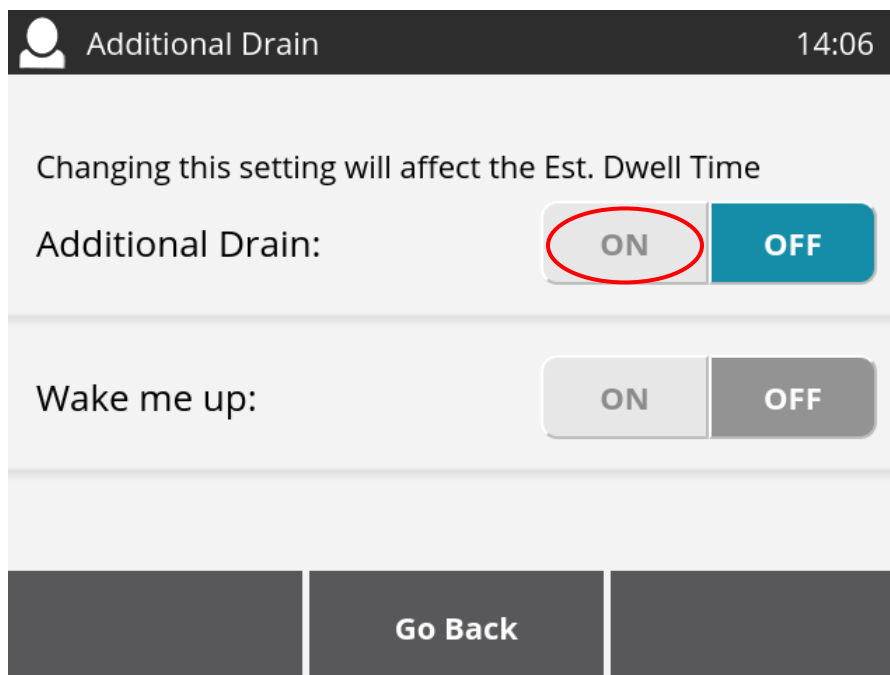 Additional Drain 14:06
Changing this setting will affect the Est. Dwell Time
Additional Drain: ON OFF
Wake me up: ON OFF
Go Back